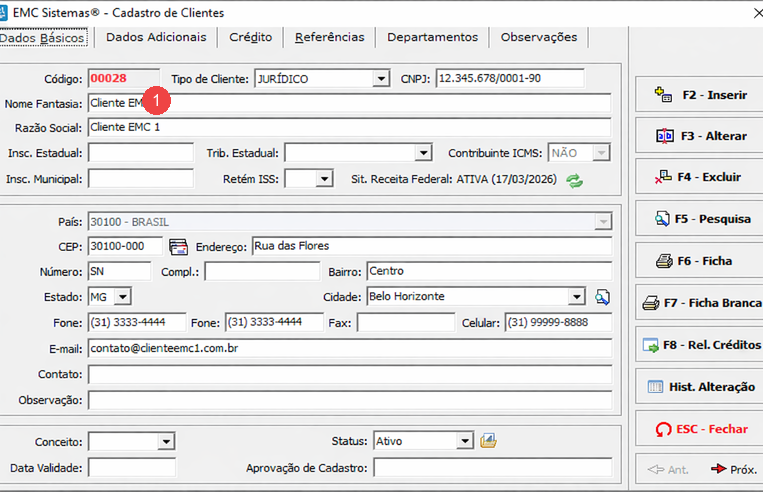 EMC Sistemas® - Cadastro de Clientes
Dados Básicos Dados Adicionais Crédito Referências Departamentos Observações
Código: 00028 Tipo de Cliente: JURÍDICO CNPJ: 12.345.678/0001-90
Nome Fantasia: Cliente EM 1
Razão Social: Cliente EMC 1
Insc. Estadual: Trib. Estadual: Contribuinte ICMS: NÃO
Insc. Municipal: Retém ISS: Sit. Receita Federal: ATIVA (17/03/2026)
País: 30100 - BRASIL
CEP: 30100-000 Endereço: Rua das Flores
Número: SN Compl.: Bairro: Centro
Estado: MG Cidade: Belo Horizonte
Fone: (31) 3333-4444 Fone: (31) 3333-4444 Fax: Celular: (31) 99999-8888
E-mail: contato@clienteemc1.com.br
Contato:
Observação:
Conceito: Status: Ativo
Data Validade: Aprovação de Cadastro:
F2 - Inserir
F3 - Alterar
F4 - Excluir
F5 - Pesquisa
F6 - Ficha
F7 - Ficha Branca
F8 - Rel. Créditos
Hist. Alteração
ESC - Fechar
Ant. Próx.